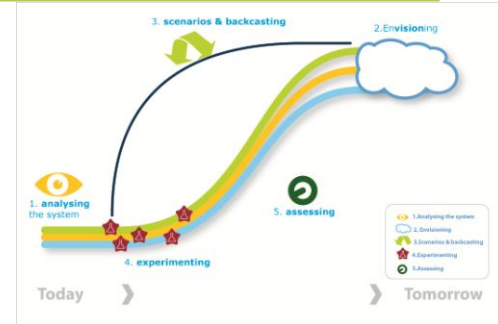 3. scenarios & backcasting
2.Envisioning
1. analysing
the system
5. assessing
4. experimenting
1.Analysing the system
2. Envisioning
3.Scenarios & backcasting
4.Experimenting
5.Assessing
Today
Tomorrow